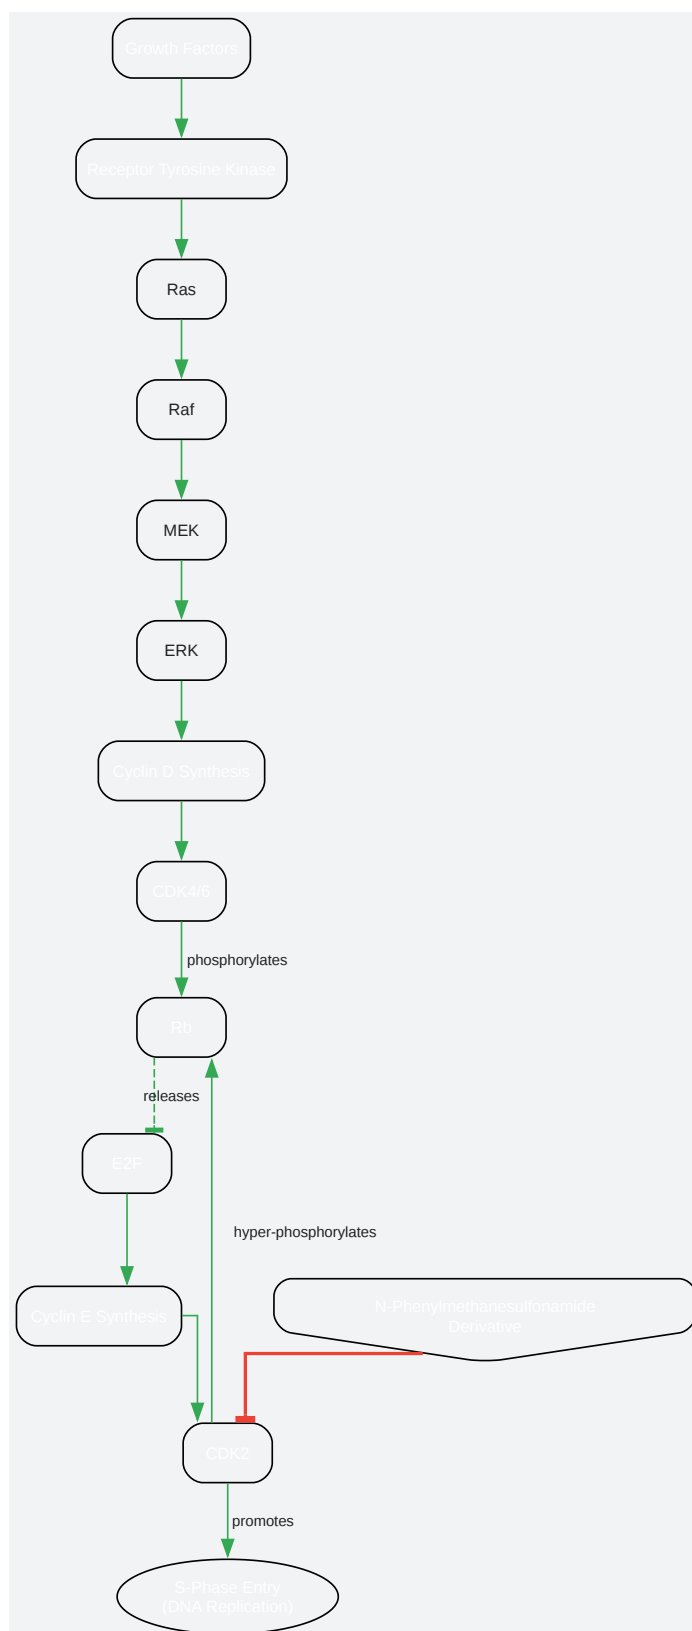 Growth Factors
Receptor Tyrosine Kinase
Ras
Raf
MEK
ERK
Cyclin D Synthesis
CDK4/6
phosphorylates
Rb
releases
E2F
hyper-phosphorylates
N-Phenylmethanesulfonamide
Derivative
Cyclin E Synthesis
CDK2
promotes
S-Phase Entry
(DNA Replication)